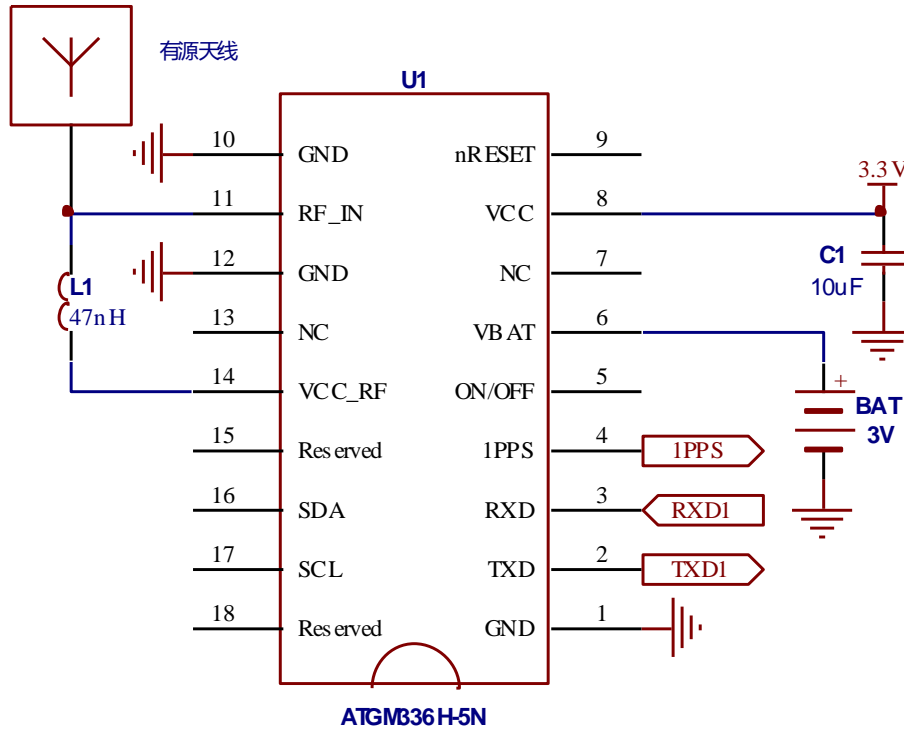 有源天线
U1
10 GND nRESET 9
11 RF_IN VCC 8
3.3V
12 GND NC 7
C1
10uF
L1
47nH
13 NC VBAT 6
14 VCC_RF ON/OFF 5
+
BAT
3V
15 Reserved 1PPS 4 1PPS
16 SDA RXD 3 RXD1
17 SCL TXD 2 TXD1
18 Reserved GND 1
ATGM336H-5N